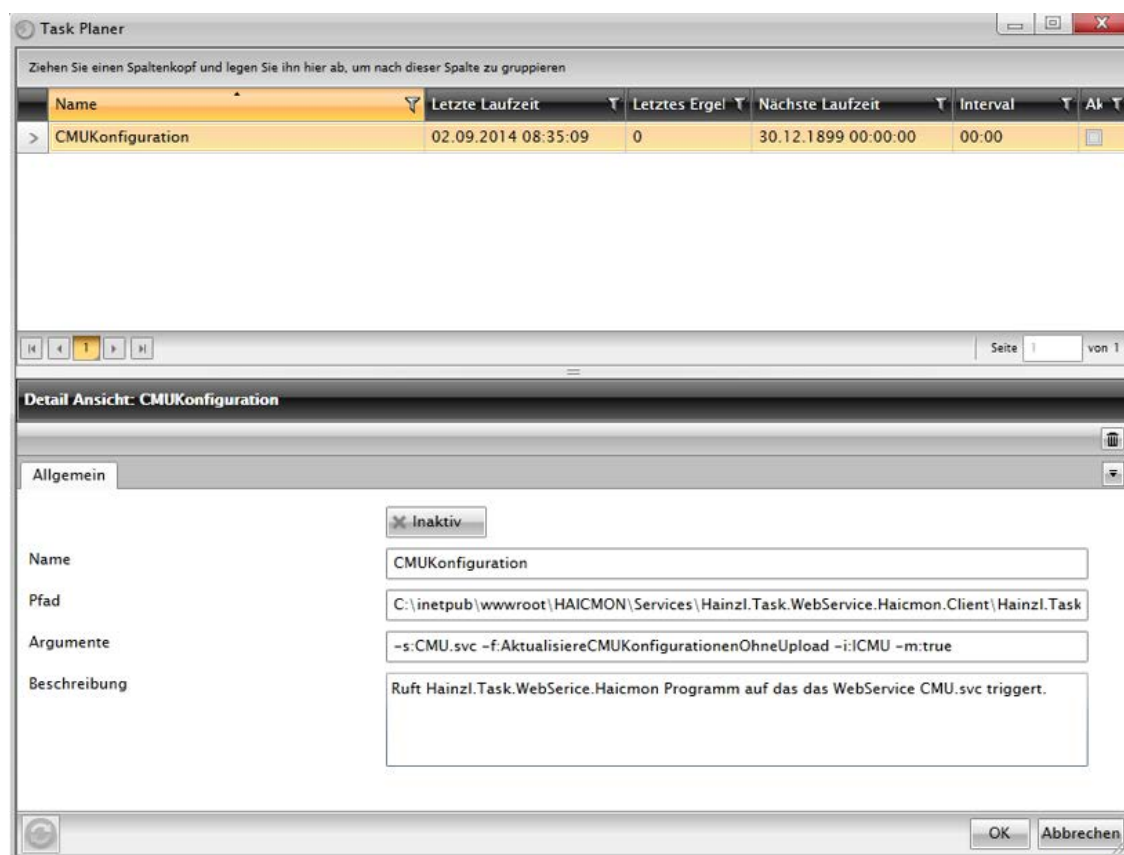 Task Planer
Ziehen Sie einen Spaltenkopf und legen Sie ihn hier ab, um nach dieser Spalte zu gruppieren
Name Letzte Laufzeit Letztes Ergel Nächste Laufzeit Interval Ak
CMUKonfiguration 02.09.2014 08:35:09 0 30.12.1899 00:00:00 00:00
1 Seite 1 von 1
Detail Ansicht: CMUKonfiguration
Allgemein
Inaktiv
Name CMUKonfiguration
Pfad C:\inetpub\wwwroot\HAICMON\Services\Hainzl.Task.WebService.Haicmon.Client\Hainzl.Task
Argumente -s:CMU.svc -f:AktualisiereCMUKonfigurationenOhneUpload -i:ICMU -m:true
Beschreibung Ruft Hainzl.Task.WebSerice.Haicmon Programm auf das das WebService CMU.svc triggert.
OK Abbrechen